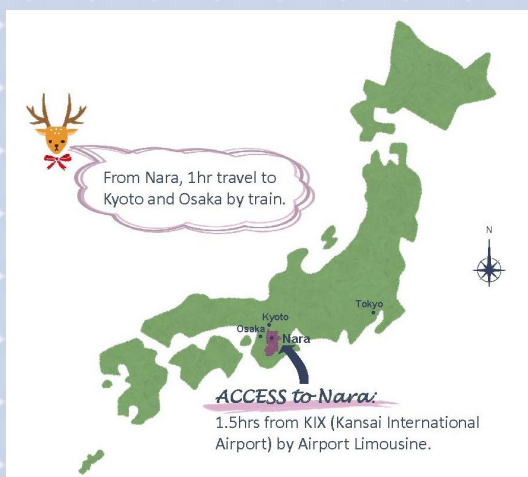 From Nara, 1hr travel to
Kyoto and Osaka by train.
N
Tokyo
Kyoto
Osaka
Nara
ACCESS to Nara:
1.5hrs from KIX (Kansai International
Airport) by Airport Limousine.